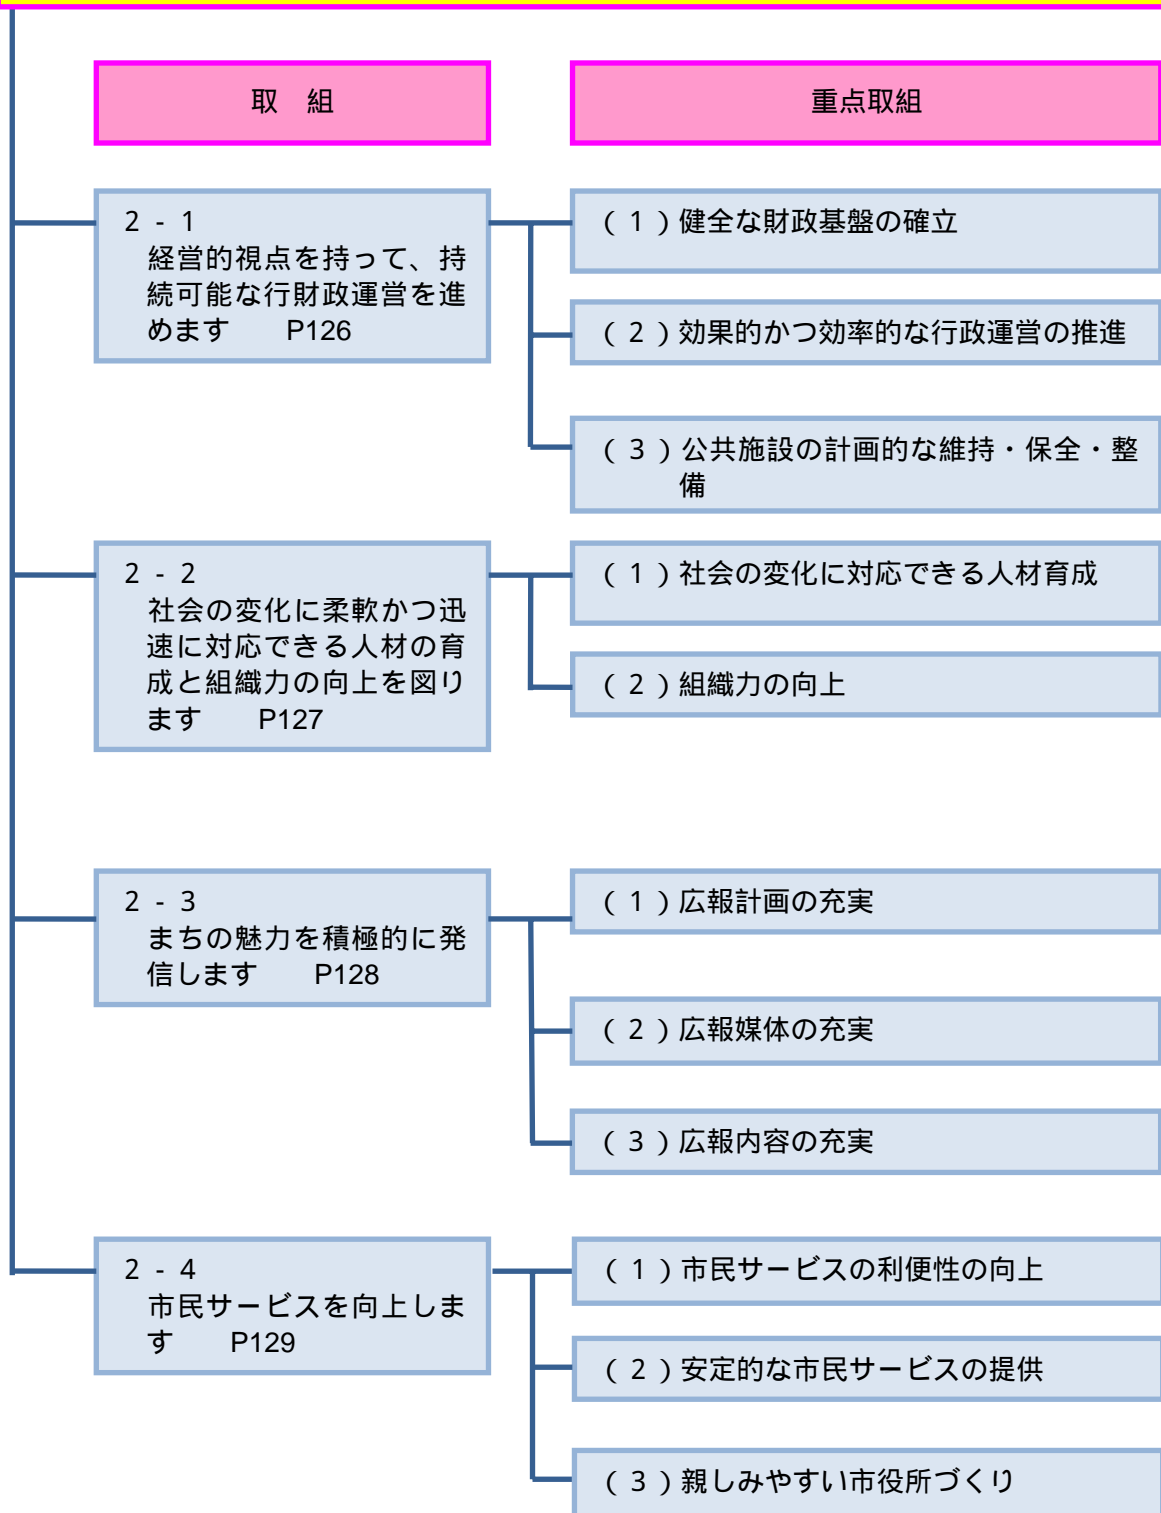 取　組
重点取組
2 - 1
経営的視点を持って、持
続可能な行財政運営を進
めます　　P126
(1)健全な財政基盤の確立
(2)効果的かつ効率的な行政運営の推進
(3)公共施設の計画的な維持・保全・整
備
2 - 2
社会の変化に柔軟かつ迅
速に対応できる人材の育
成と組織力の向上を図り
ます　　P127
(1)社会の変化に対応できる人材育成
(2)組織力の向上
2 - 3
まちの魅力を積極的に発
信します　　P128
(1)広報計画の充実
(2)広報媒体の充実
(3)広報内容の充実
2 - 4
市民サービスを向上しま
す　　P129
(1)市民サービスの利便性の向上
(2)安定的な市民サービスの提供
(3)親しみやすい市役所づくり